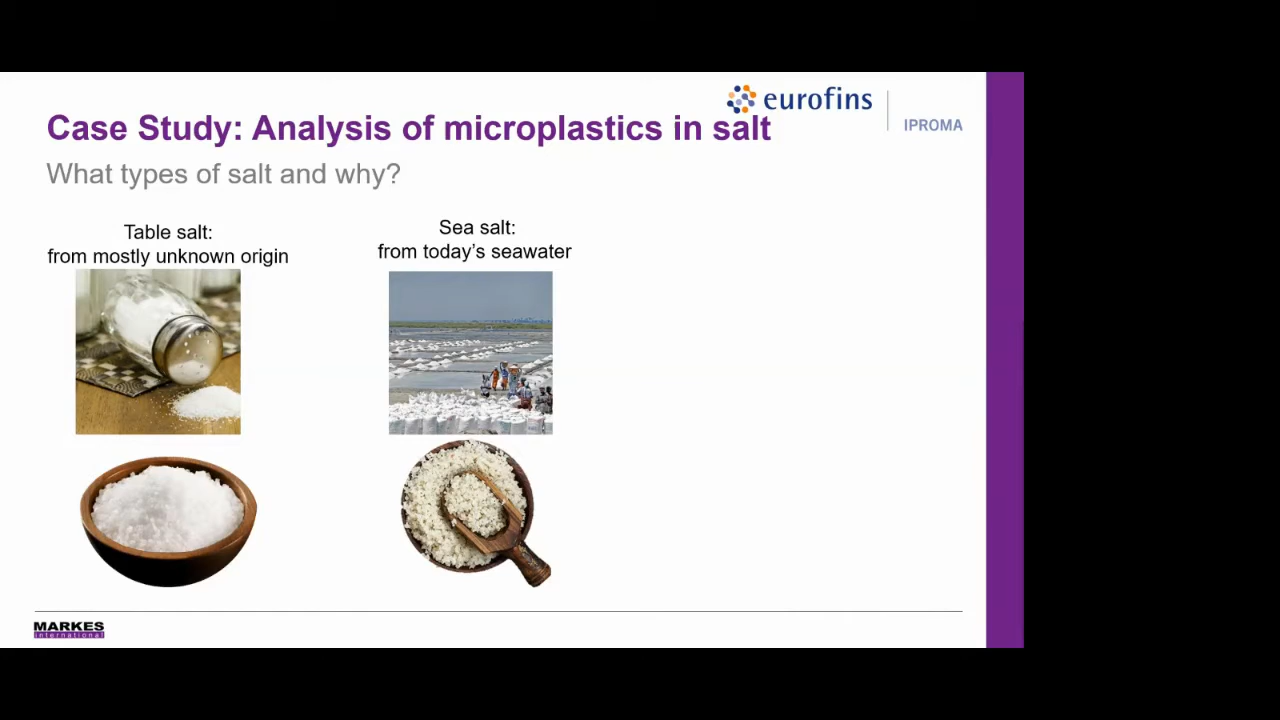 eurofins
IPROMA
Case Study: Analysis of microplastics in salt
What types of salt and why?
Table salt:
from mostly unknown origin
Sea salt:
from today's seawater
MARKES
international